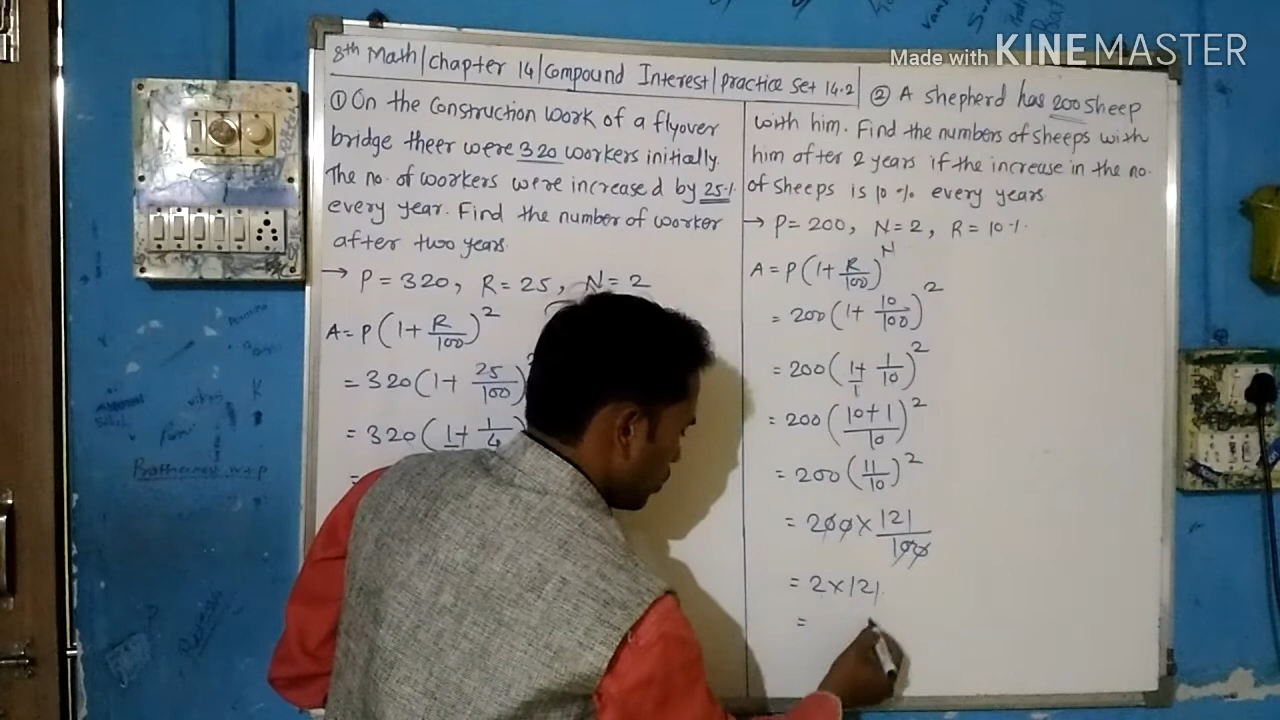 Made with KINEMASTER
8th Math/Chapter 14/Compound Interest/practice set 14.2
① On the Construction work of a flyover
bridge theer were 320 workers initially.
The no. of workers were increased by 25%
every year. Find the number of worker
after two years.
→ P = 320, R = 25, N = 2
A = P(1+R/100)²
= 320(1+ 25/100)
= 320(1+ 1/4)
=
② A shepherd has 200 sheep
with him. Find the numbers of sheeps with
him after 2 years if the increase in the no.
of sheeps is 10 % every years
→ P = 200, N = 2, R = 10%.
A = P(1+ R/100)^N
= 200(1+ 10/100)²
= 200(1/1+ 1/10)²
= 200(10+1/10)²
= 200(11/10)²
= 200 × 121/100
= 2×121
=
Bothernest w+p